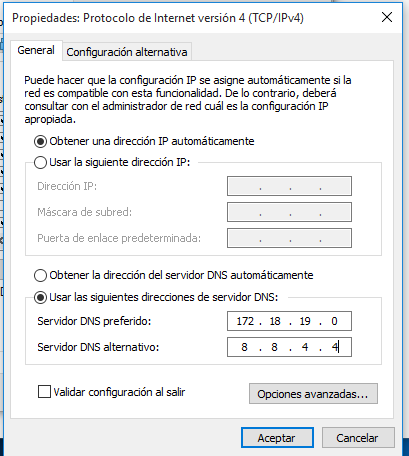 Propiedades: Protocolo de Internet versión 4 (TCP/IPv4)
General
Configuración alternativa
Puede hacer que la configuración IP se asigne automáticamente si la
red es compatible con esta funcionalidad. De lo contrario, deberá
consultar con el administrador de red cuál es la configuración IP
apropiada.
Obtener una dirección IP automáticamente
Usar la siguiente dirección IP:
Dirección IP:
Máscara de subred:
Puerta de enlace predeterminada:
Obtener la dirección del servidor DNS automáticamente
Usar las siguientes direcciones de servidor DNS:
Servidor DNS preferido: 172 . 18 . 19 . 0
Servidor DNS alternativo: 8 . 8 . 4 . 4
Validar configuración al salir
Opciones avanzadas...
Aceptar
Cancelar